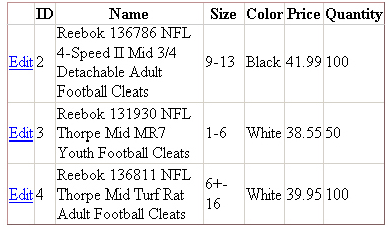 ID Name Size Color Price Quantity
Reebok 136786 NFL
4-Speed II Mid 3/4
Edit 2 Detachable Adult 9-13 Black 41.99 100
Football Cleats
Reebok 131930 NFL
Edit 3 Thorpe Mid MR7 1-6 White 38.55 50
Youth Football Cleats
Reebok 136811 NFL 6+-
Edit 4 Thorpe Mid Turf Rat White 39.95 100
Adult Football Cleats 16